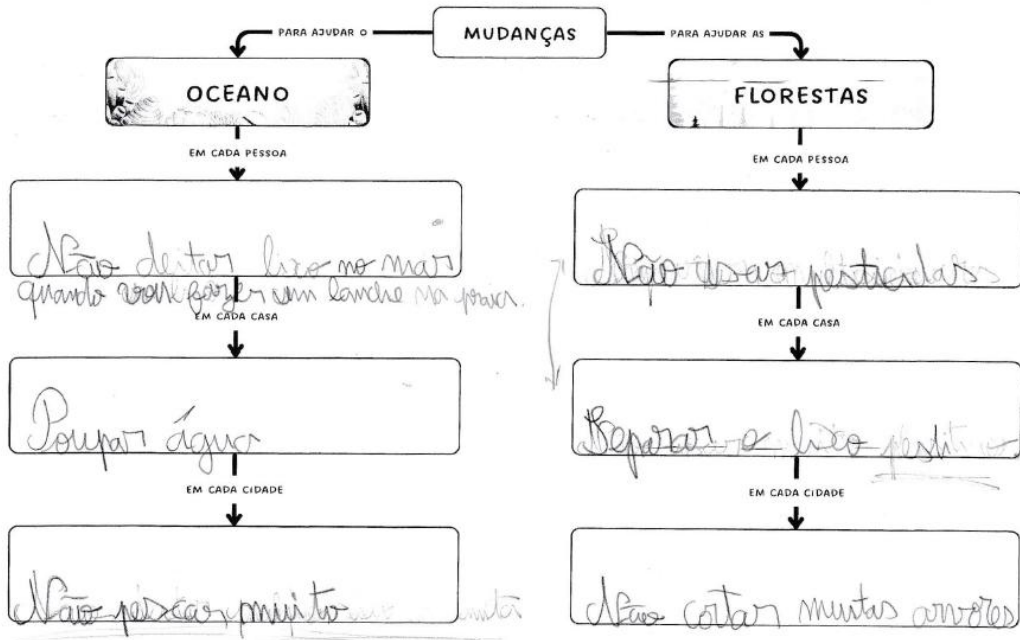 MUDANÇAS
PARA AJUDAR O
PARA AJUDAR AS
OCEANO
EM CADA PESSOA
Não deitar lixo no mar
quando vou fazer um lanche na praia.
EM CADA CASA
Poupar água
EM CADA CIDADE
Não pescar muito
FLORESTAS
EM CADA PESSOA
Não usar pesticidas
EM CADA CASA
Separar o lixo
EM CADA CIDADE
Não cortar muitas arvores